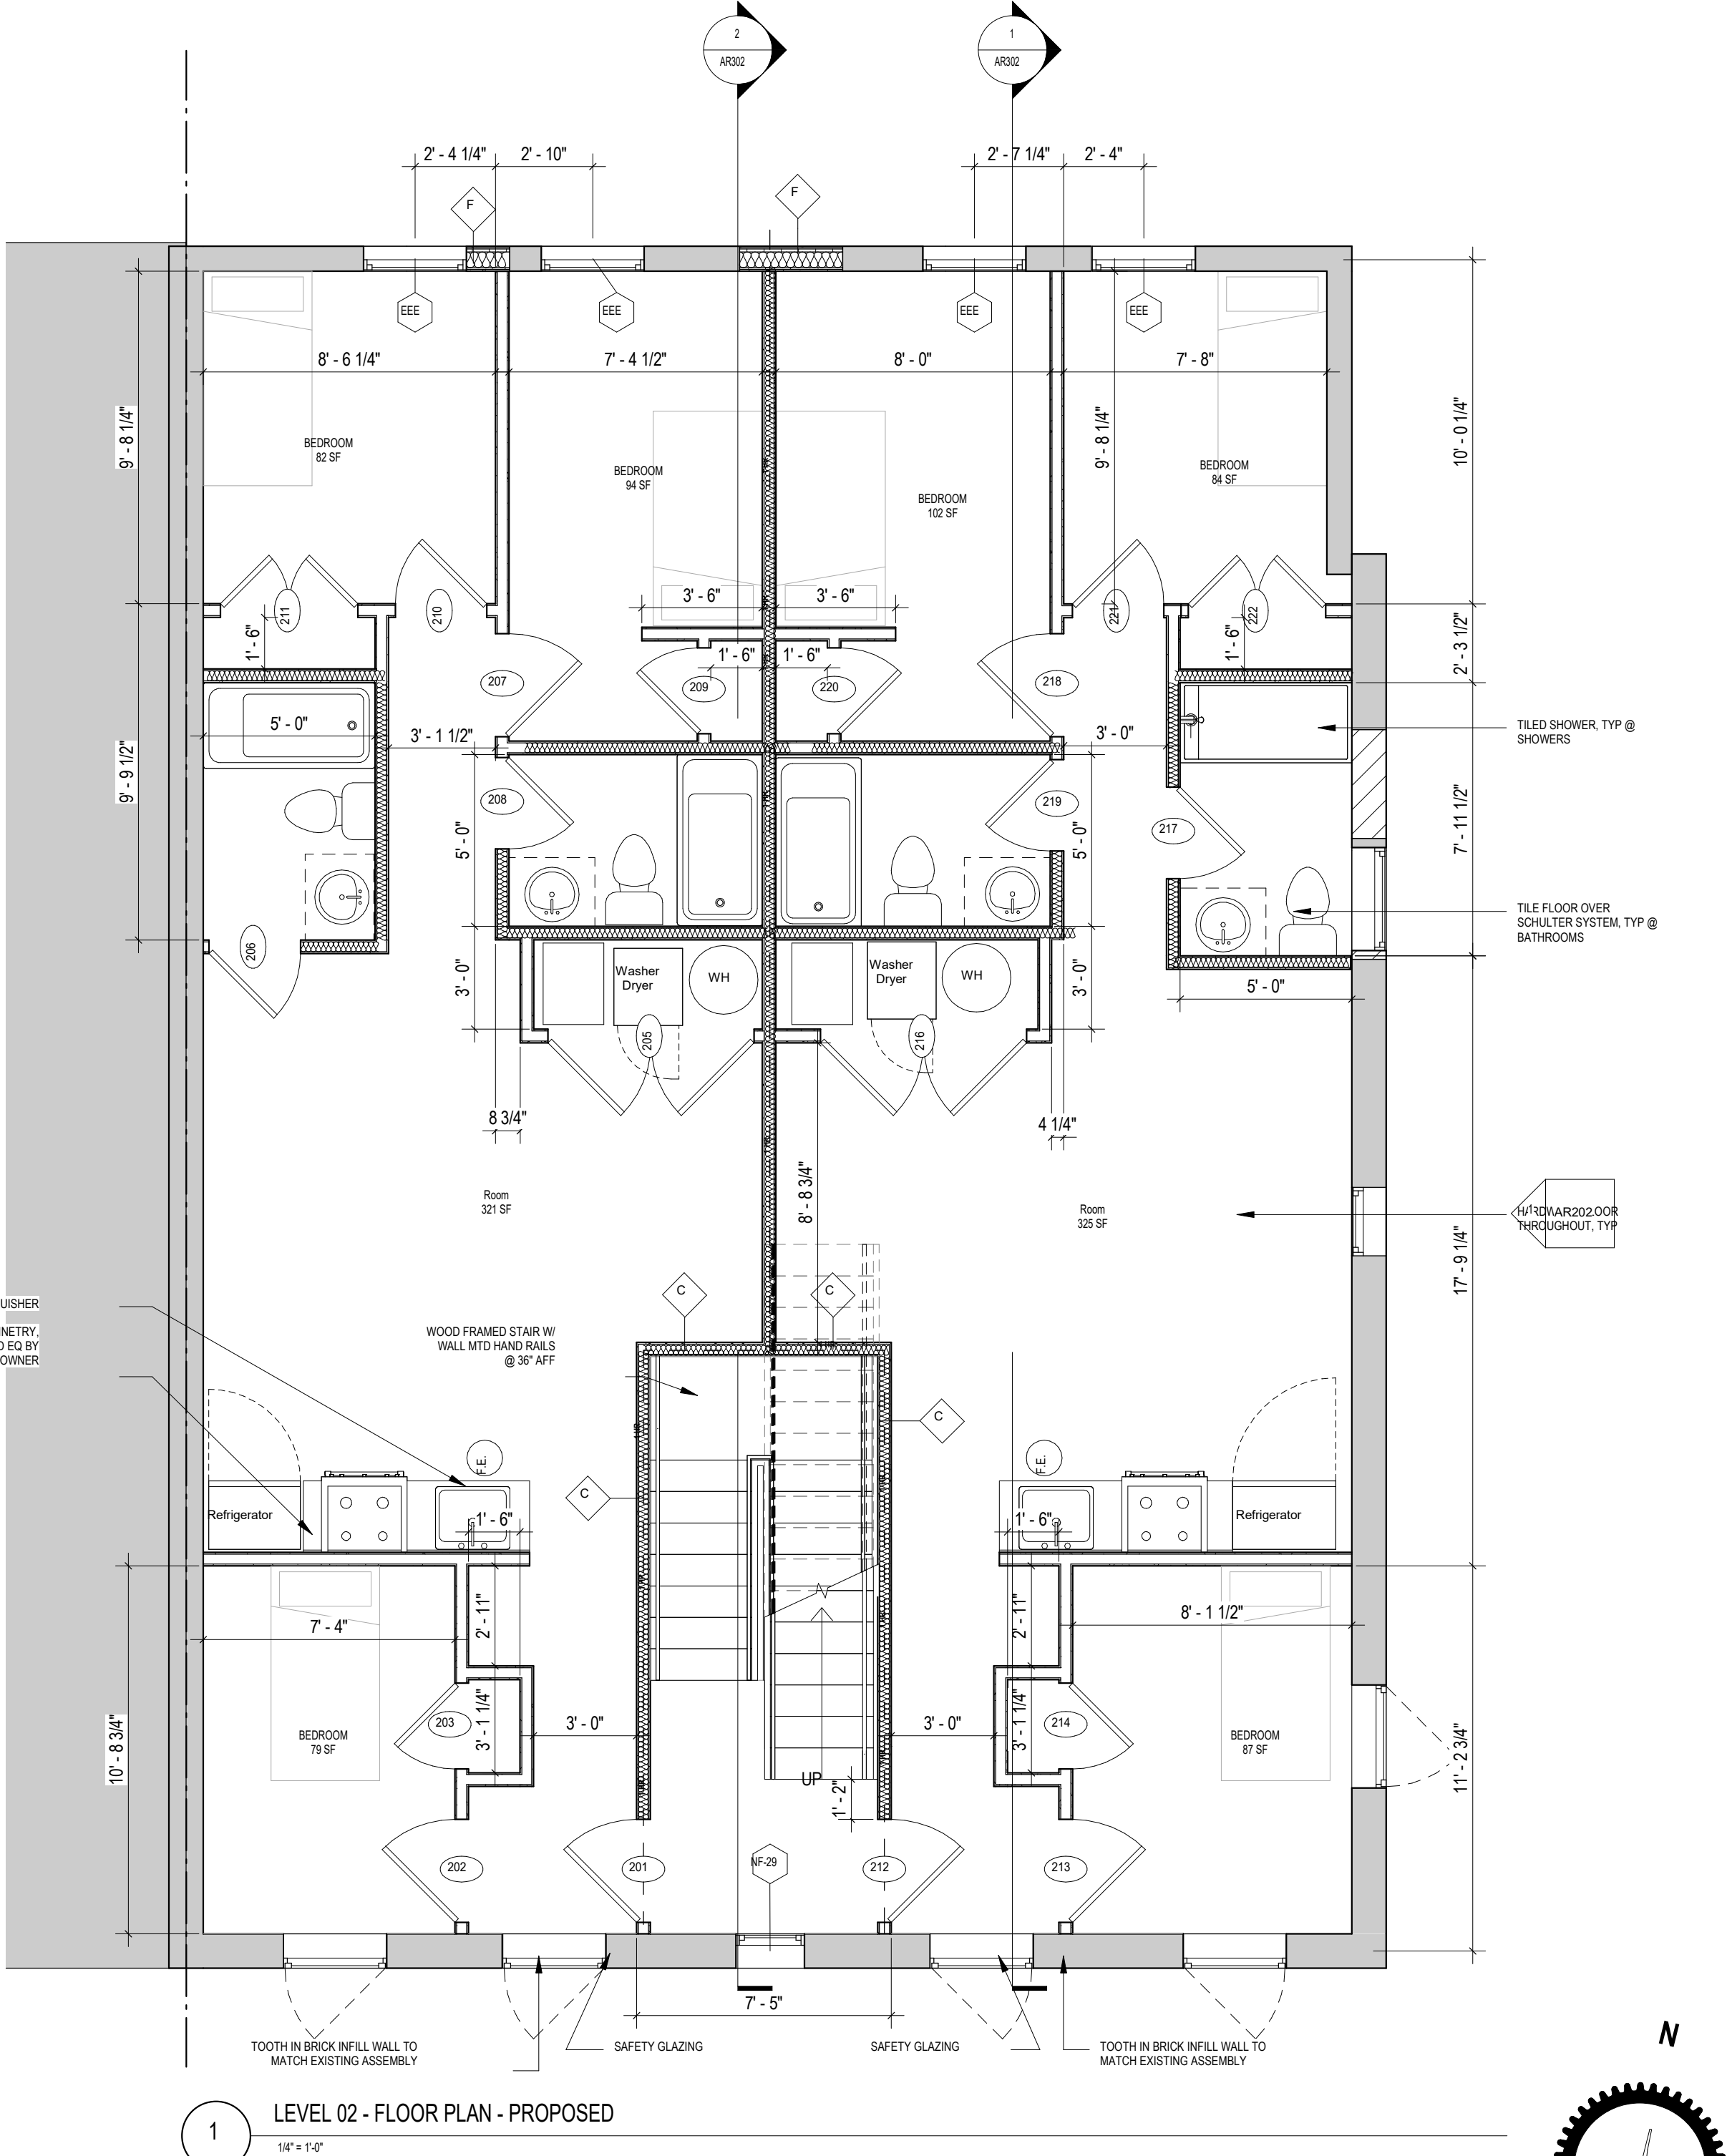 2
AR302
1
AR302
2' - 4 1/4"
2' - 10"
2' - 7 1/4"
2' - 4"
F
F
EEE
EEE
EEE
EEE
8' - 6 1/4"
7' - 4 1/2"
8' - 0"
7' - 8"
9' - 8 1/4"
9' - 8 1/4"
10' - 0 1/4"
BEDROOM
82 SF
BEDROOM
94 SF
BEDROOM
102 SF
BEDROOM
84 SF
3' - 6"
3' - 6"
211
210
221
222
1' - 6"
1' - 6"
1' - 6"
1' - 6"
2' - 3 1/2"
207
209
220
218
5' - 0"
3' - 1 1/2"
3' - 0"
TILED SHOWER, TYP @
SHOWERS
9' - 9 1/2"
208
219
217
5' - 0"
5' - 0"
7' - 11 1/2"
TILE FLOOR OVER
SCHULTER SYSTEM, TYP @
BATHROOMS
206
3' - 0"
Washer
Dryer
WH
Washer
Dryer
WH
3' - 0"
5' - 0"
205
216
8 3/4"
4 1/4"
8' - 8 3/4"
Room
321 SF
Room
325 SF
1
AR202
THROUGHOUT, TYP
17' - 9 1/4"
C
C
UISHER
NETRY,
D EQ BY
OWNER
WOOD FRAMED STAIR W/
WALL MTD HAND RAILS
@ 36" AFF
C
C
F.E.
F.E.
Refrigerator
1' - 6"
1' - 6"
Refrigerator
7' - 4"
2' - 11"
2' - 11"
8' - 1 1/2"
10' - 8 3/4"
BEDROOM
79 SF
203
3' - 1 1/4"
3' - 0"
3' - 0"
3' - 1 1/4"
214
BEDROOM
87 SF
11' - 2 3/4"
UP
1' - 2"
202
201
NF-29
212
213
7' - 5"
TOOTH IN BRICK INFILL WALL TO
MATCH EXISTING ASSEMBLY
SAFETY GLAZING
SAFETY GLAZING
TOOTH IN BRICK INFILL WALL TO
MATCH EXISTING ASSEMBLY
N
1
LEVEL 02 - FLOOR PLAN - PROPOSED
1/4" = 1'-0"